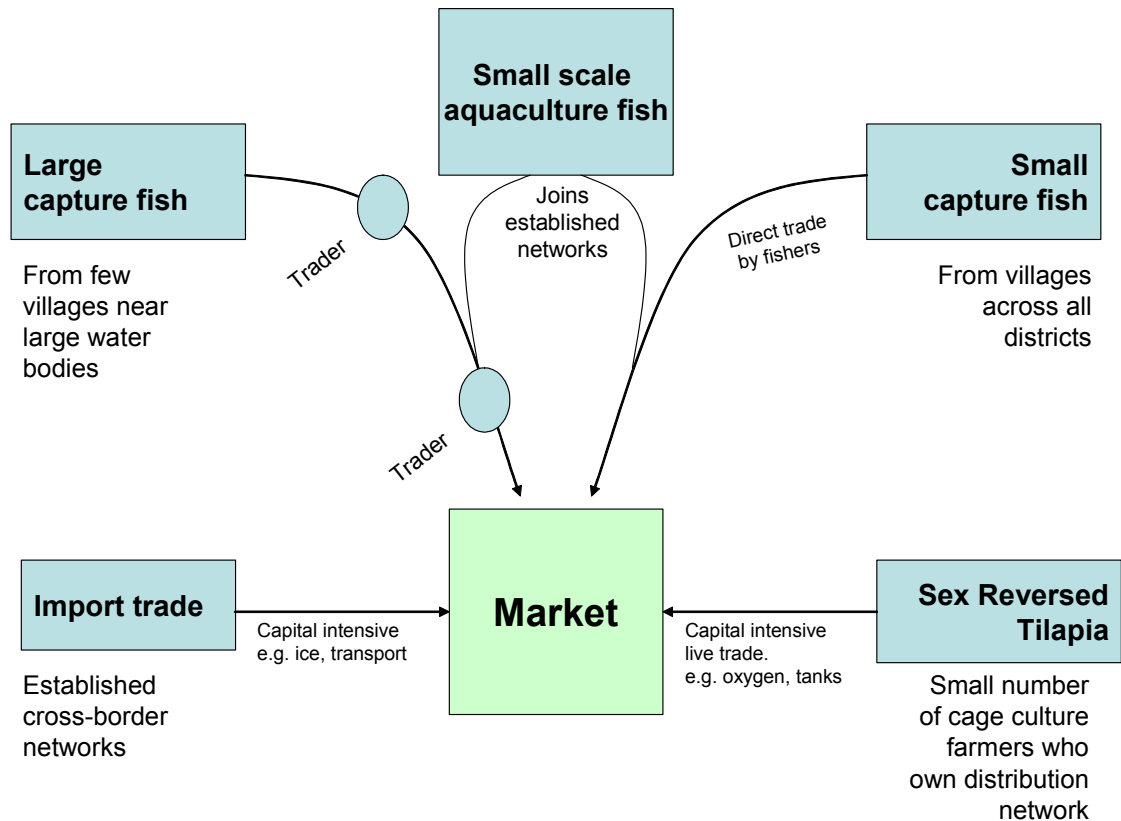 Small scale
aquaculture fish
Large
capture fish
Small
capture fish
Joins
established
networks
Direct trade
by fishers
Trader
From few
villages near
large water
bodies
From villages
across all
districts
Trader
Import trade
Market
Sex Reversed
Tilapia
Capital intensive
e.g. ice, transport
Capital intensive
live trade.
e.g. oxygen, tanks
Established
cross-border
networks
Small number
of cage culture
farmers who
own distribution
network